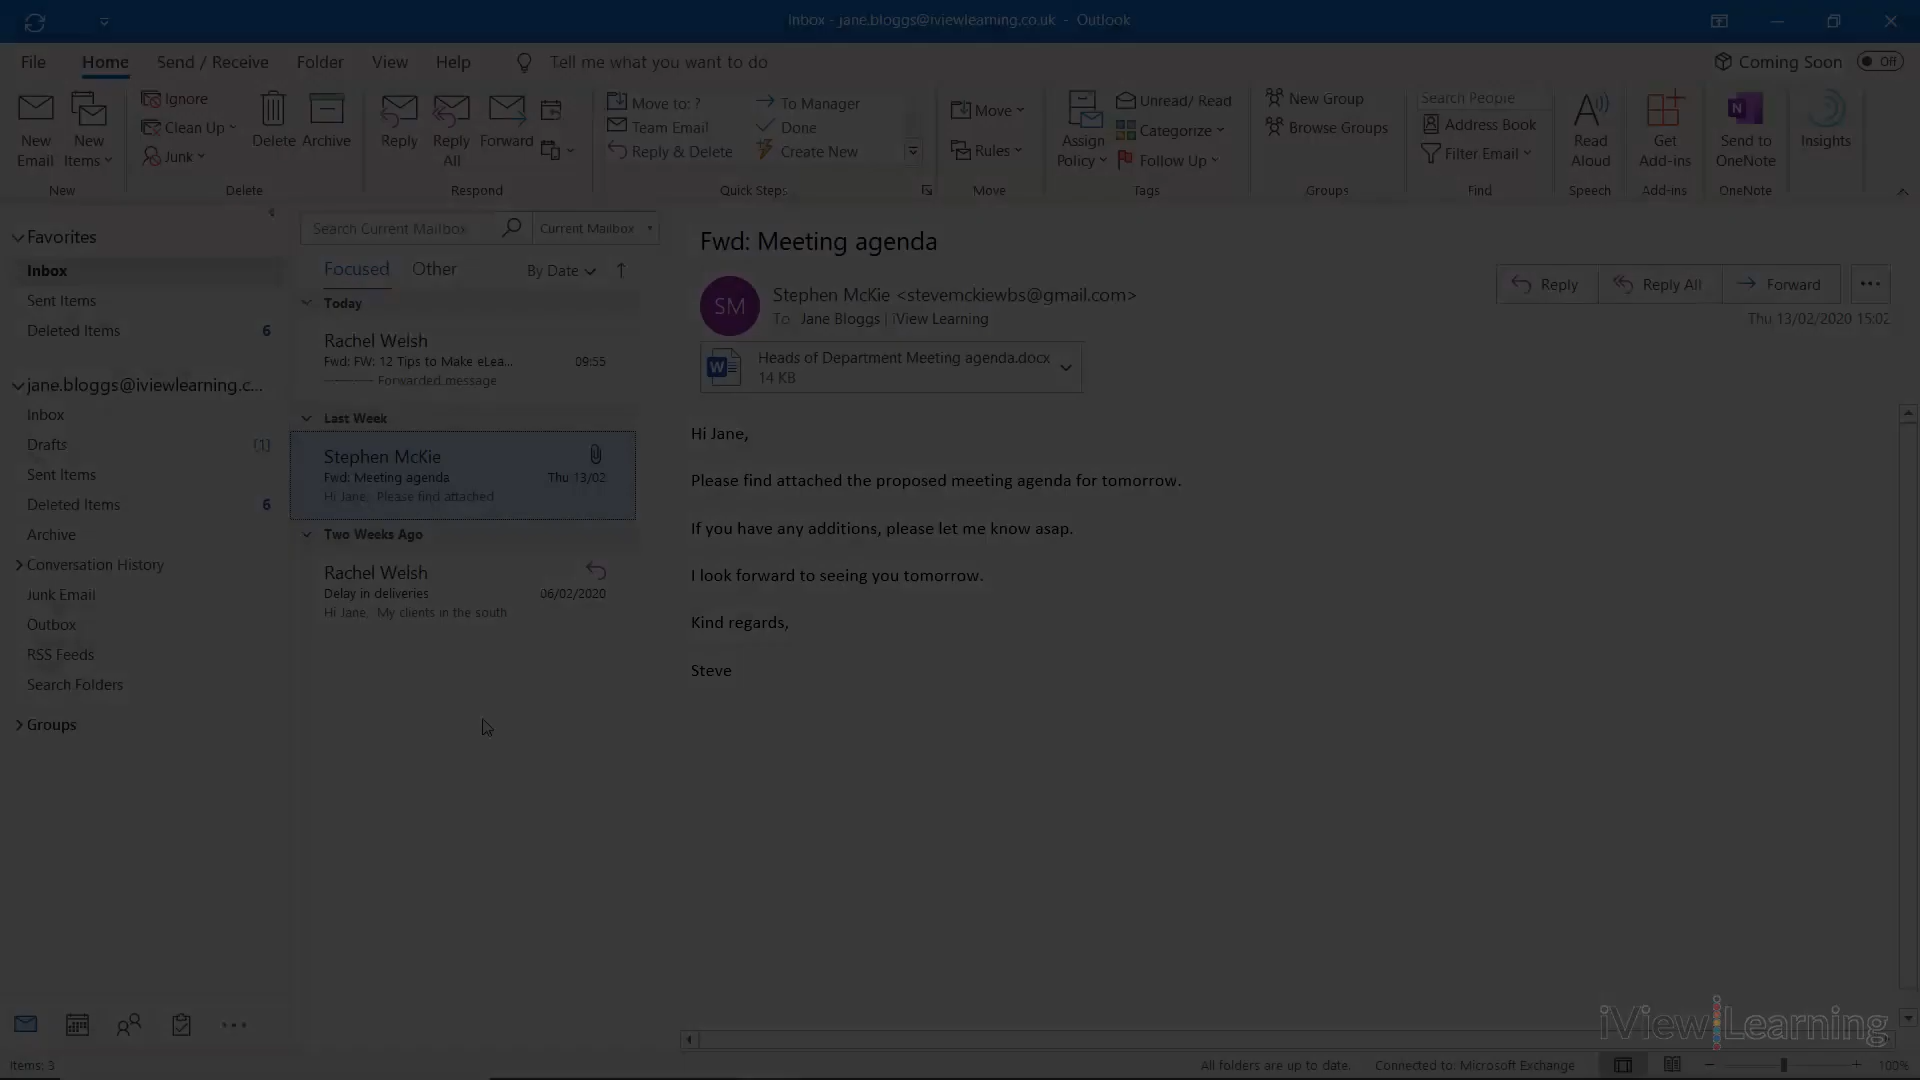 Inbox - jane.bloggs@iviewlearning.co.uk - Outlook
File Home Send / Receive Folder View Help Tell me what you want to do Coming Soon Off
New Email
New Items
New
Ignore
Clean Up
Junk
Delete
Archive
Delete
Reply
Reply All
Forward
Respond
Move to: ?
Team Email
Reply & Delete
To Manager
Done
Create New
Quick Steps
Move
Rules
Move
Assign Policy
Unread/ Read
Categorize
Follow Up
Tags
New Group
Browse Groups
Groups
Search People
Address Book
Filter Email
Find
Read Aloud
Speech
Get Add-ins
Add-ins
Send to OneNote
OneNote
Insights
Favorites
Inbox
Sent Items
Deleted Items 6
jane.bloggs@iviewlearning.c...
Inbox
Drafts [1]
Sent Items
Deleted Items 6
Archive
Conversation History
Junk Email
Outbox
RSS Feeds
Search Folders
Groups
Search Current Mailbox Current Mailbox
Focused Other By Date
Today
Rachel Welsh
Fwd: FW: 12 Tips to Make eLea... 09:55
---------- Forwarded message
Last Week
Stephen McKie
Fwd: Meeting agenda Thu 13/02
Hi Jane, Please find attached
Two Weeks Ago
Rachel Welsh
Delay in deliveries 06/02/2020
Hi Jane, My clients in the south
Fwd: Meeting agenda
SM
Stephen McKie <stevemckiewbs@gmail.com>
To Jane Bloggs | iView Learning
Reply Reply All Forward
Thu 13/02/2020 15:02
Heads of Department Meeting agenda.docx
14 KB
Hi Jane,
Please find attached the proposed meeting agenda for tomorrow.
If you have any additions, please let me know asap.
I look forward to seeing you tomorrow.
Kind regards,
Steve
iView Learning
Items: 3 All folders are up to date. Connected to: Microsoft Exchange 100%